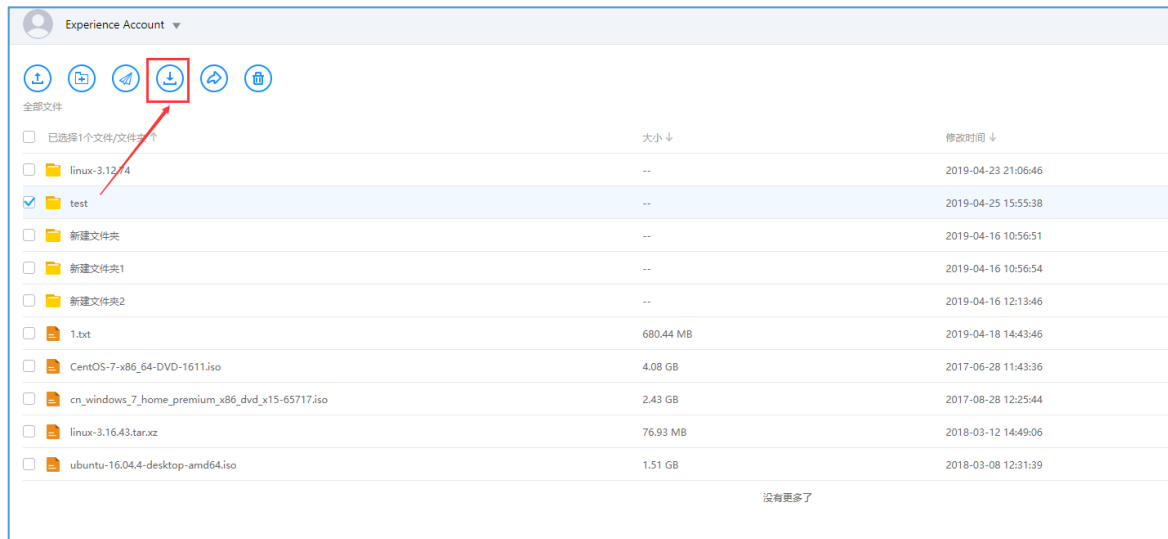 Experience Account
全部文件
已选择1个文件/文件夹 大小 修改时间
linux-3.12.74 -- 2019-04-23 21:06:46
test -- 2019-04-25 15:55:38
新建文件夹 -- 2019-04-16 10:56:51
新建文件夹1 -- 2019-04-16 10:56:54
新建文件夹2 -- 2019-04-16 12:13:46
1.txt 680.44 MB 2019-04-18 14:43:46
CentOS-7-x86_64-DVD-1611.iso 4.08 GB 2017-06-28 11:43:36
cn_windows_7_home_premium_x86_dvd_x15-65717.iso 2.43 GB 2017-08-28 12:25:44
linux-3.16.43.tar.xz 76.93 MB 2018-03-12 14:49:06
ubuntu-16.04.4-desktop-amd64.iso 1.51 GB 2018-03-08 12:31:39
没有更多了